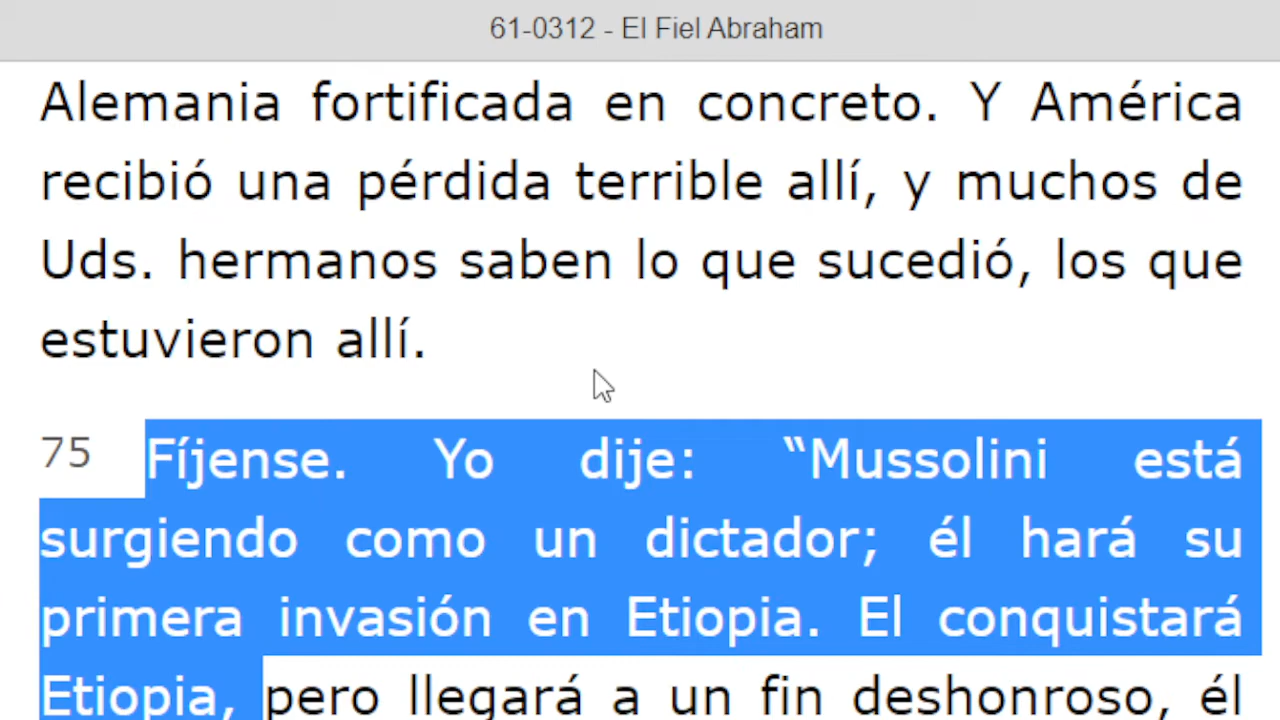 61-0312 - El Fiel Abraham
Alemania fortificada en concreto. Y América
recibió una pérdida terrible allí, y muchos de
Uds. hermanos saben lo que sucedió, los que
estuvieron allí.
75 Fíjense. Yo dije: “Mussolini está
surgiendo como un dictador; él hará su
primera invasión en Etiopia. El conquistará
Etiopia, pero llegará a un fin deshonroso, él